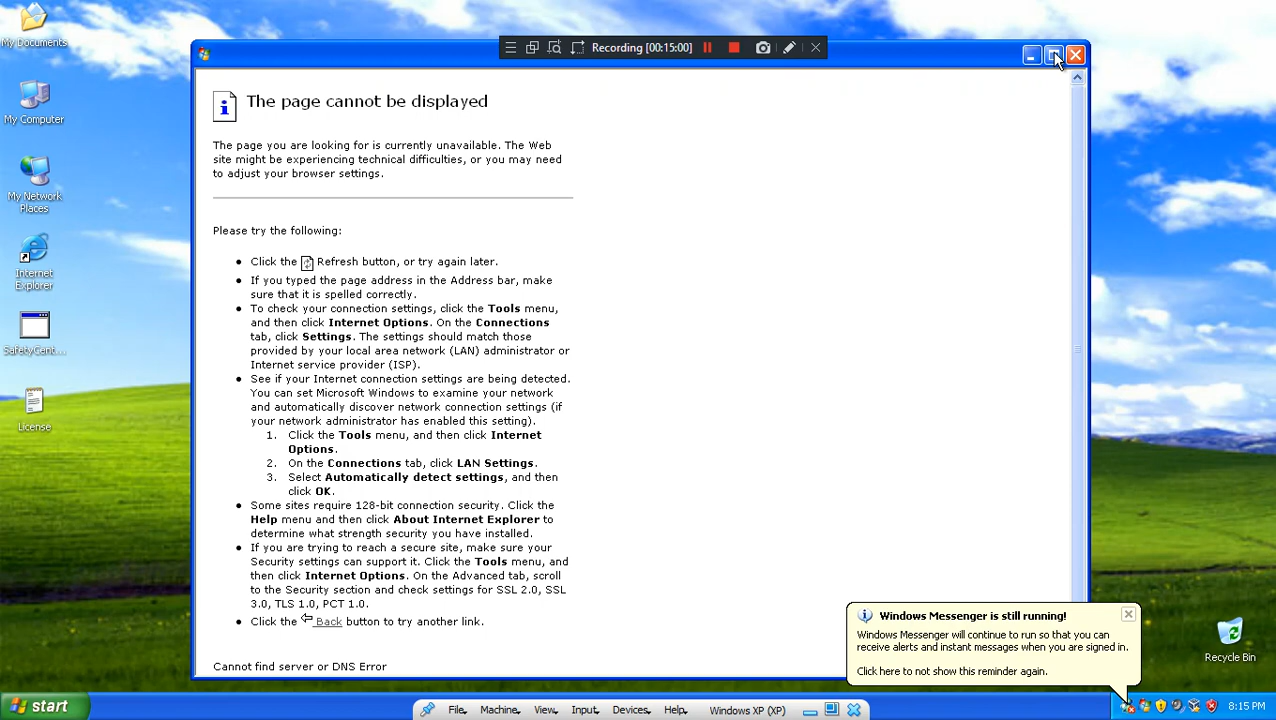 My Documents
My Computer
My Network
Places
Internet
Explorer
SafetyCent...
License
Recording [00:15:00]
The page cannot be displayed
The page you are looking for is currently unavailable. The Web
site might be experiencing technical difficulties, or you may need
to adjust your browser settings.
Please try the following:
Click the Refresh button, or try again later.
If you typed the page address in the Address bar, make
sure that it is spelled correctly.
To check your connection settings, click the Tools menu,
and then click Internet Options. On the Connections
tab, click Settings. The settings should match those
provided by your local area network (LAN) administrator or
Internet service provider (ISP).
See if your Internet connection settings are being detected.
You can set Microsoft Windows to examine your network
and automatically discover network connection settings (if
your network administrator has enabled this setting).
1. Click the Tools menu, and then click Internet
Options.
2. On the Connections tab, click LAN Settings.
3. Select Automatically detect settings, and then
click OK.
Some sites require 128-bit connection security. Click the
Help menu and then click About Internet Explorer to
determine what strength security you have installed.
If you are trying to reach a secure site, make sure your
Security settings can support it. Click the Tools menu, and
then click Internet Options. On the Advanced tab, scroll
to the Security section and check settings for SSL 2.0, SSL
3.0, TLS 1.0, PCT 1.0.
Click the Back button to try another link.
Cannot find server or DNS Error
Windows Messenger is still running!
Windows Messenger will continue to run so that you can
receive alerts and instant messages when you are signed in.
Click here to not show this reminder again.
Recycle Bin
start
File Machine View Input Devices Help Windows XP (XP)
8:15 PM